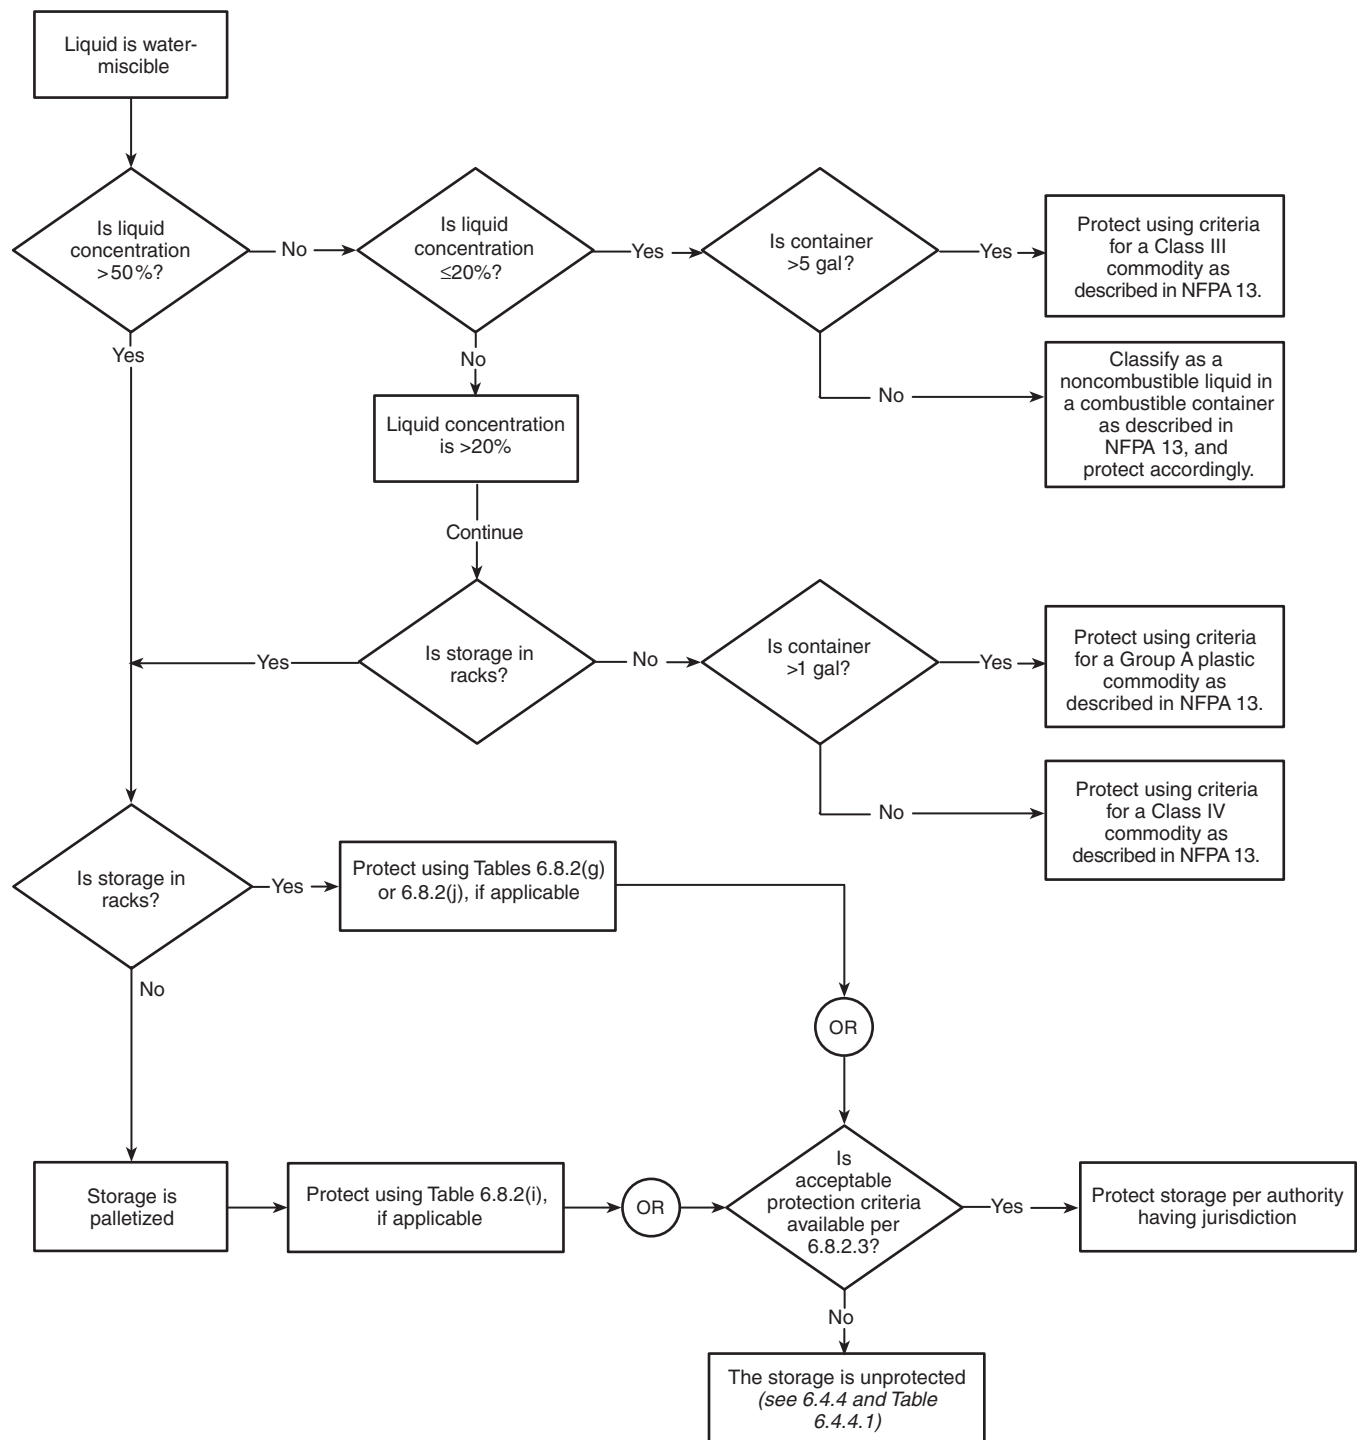 Liquid is water-
miscible
Is liquid
concentration
>50%?
No
Is liquid
concentration
≤20%?
Yes
Is container
>5 gal?
Yes
Protect using criteria
for a Class III
commodity as
described in NFPA 13.
Yes
No
No
Classify as a
noncombustible liquid in
a combustible container
as described in
NFPA 13, and
protect accordingly.
Liquid concentration
is >20%
Continue
Yes
Is storage in
racks?
No
Is container
>1 gal?
Yes
Protect using criteria
for a Group A plastic
commodity as
described in NFPA 13.
No
Protect using criteria
for a Class IV
commodity as
described in NFPA 13.
Is storage in
racks?
Yes
Protect using Tables 6.8.2(g)
or 6.8.2(j), if applicable
No
OR
Storage is
palletized
Protect using Table 6.8.2(i),
if applicable
OR
Is
acceptable
protection criteria
available per
6.8.2.3?
Yes
Protect storage per authority
having jurisdiction
No
The storage is unprotected
(see 6.4.4 and Table
6.4.4.1)